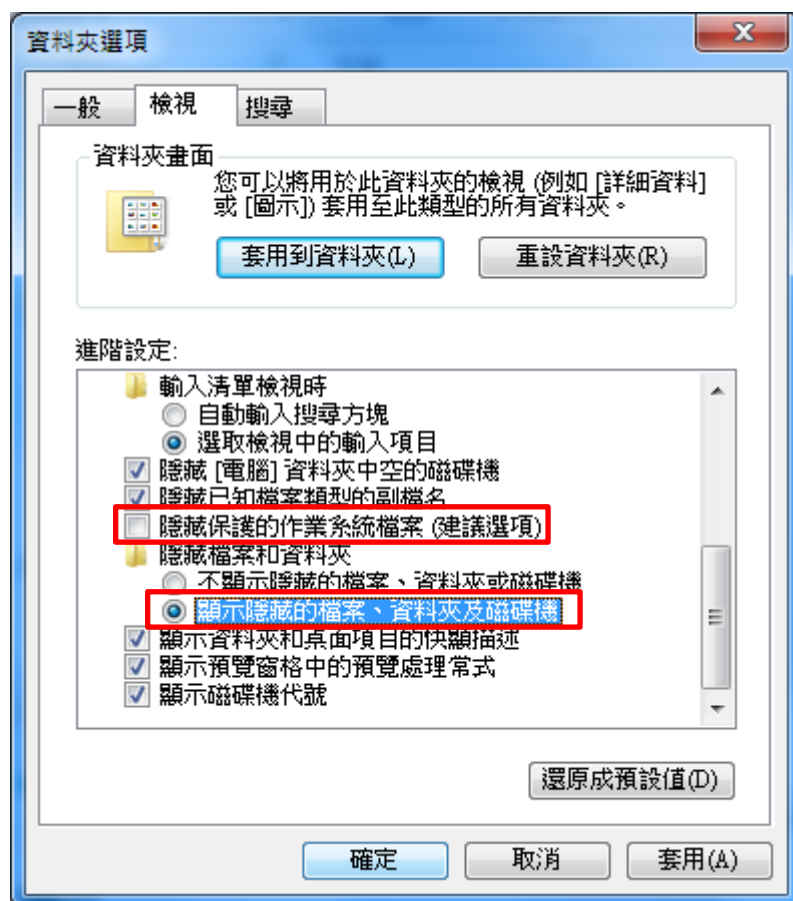 資料夾選項
一般 檢視 搜尋
資料夾畫面
您可以將用於此資料夾的檢視 (例如 [詳細資料]
或 [圖示]) 套用至此類型的所有資料夾。
套用到資料夾(L) 重設資料夾(R)
進階設定:
輸入清單檢視時
自動輸入搜尋方塊
選取檢視中的輸入項目
隱藏 [電腦] 資料夾中空的磁碟機
隱藏已知檔案類型的副檔名
隱藏保護的作業系統檔案 (建議選項)
隱藏檔案和資料夾
不顯示隱藏的檔案、資料夾或磁碟機
顯示隱藏的檔案、資料夾及磁碟機
顯示資料夾和桌面項目的快顯描述
顯示預覽窗格中的預覽處理常式
顯示磁碟機代號
還原成預設值(D)
確定 取消 套用(A)